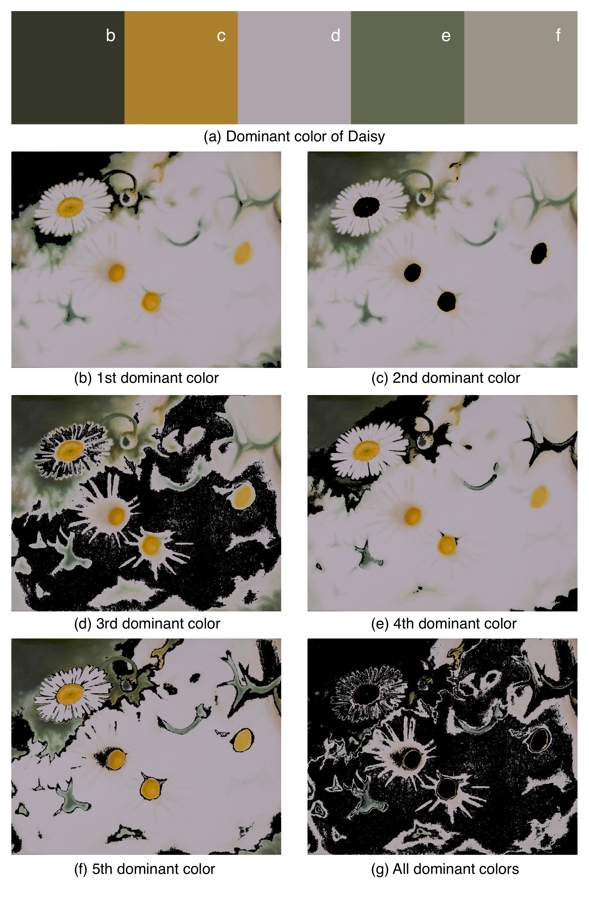 b c d e f
(a) Dominant color of Daisy
(b) 1st dominant color
(c) 2nd dominant color
(d) 3rd dominant color
(e) 4th dominant color
(f) 5th dominant color
(g) All dominant colors